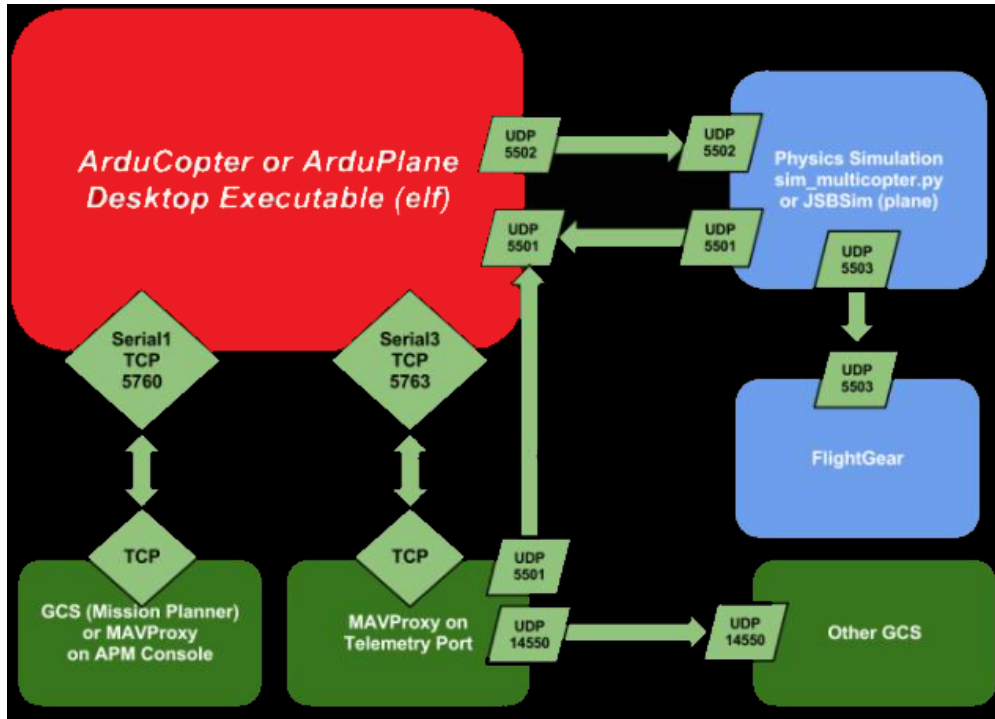 ArduCopter or ArduPlane
Desktop Executable (elf)
UDP
5502
UDP
5502
Physics Simulation
sim_multicopter.py
or JSBSim (plane)
UDP
5501
UDP
5501
UDP
5503
Serial1
TCP
5760
Serial3
TCP
5763
UDP
5503
FlightGear
TCP
TCP
UDP
5501
GCS (Mission Planner)
or MAVProxy
on APM Console
MAVProxy on
Telemetry Port
UDP
14550
UDP
14550
Other GCS